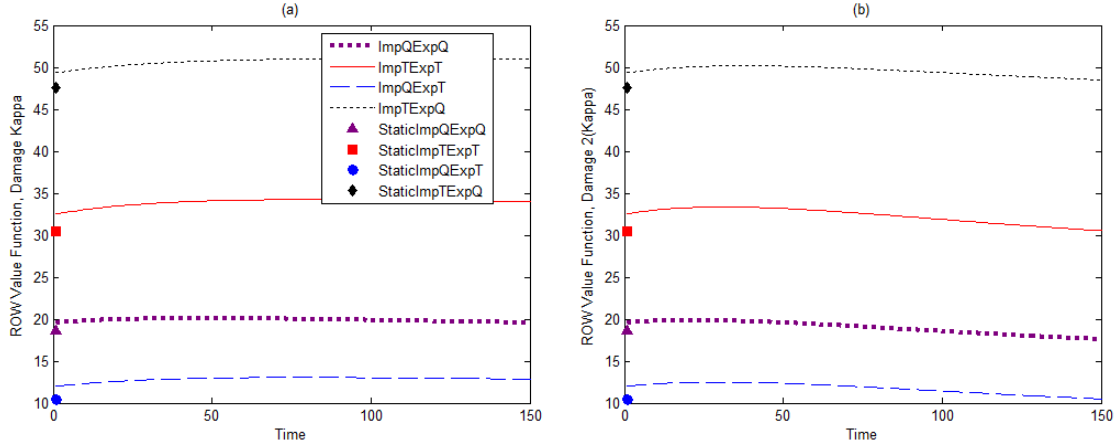 (a)
ROW Value Function, Damage Kappa
55
50
45
40
35
30
25
20
15
10
0
50
100
150
Time
ImpQExpQ
ImpTExpT
ImpQExpT
ImpTExpQ
StaticImpQExpQ
StaticImpTExpT
StaticImpQExpT
StaticImpTExpQ
(b)
ROW Value Function, Damage 2(Kappa)
55
50
45
40
35
30
25
20
15
10
0
50
100
150
Time